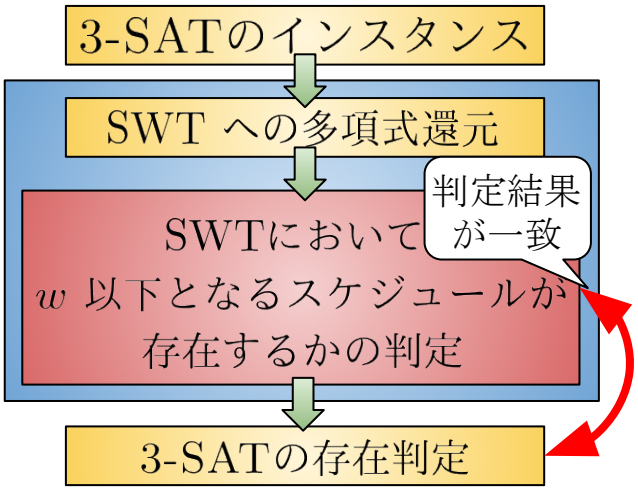 3-SATのインスタンス
SWT への多項式還元
判定結果
が一致
SWTにおいて
w 以下となるスケジュールが
存在するかの判定
3-SATの存在判定